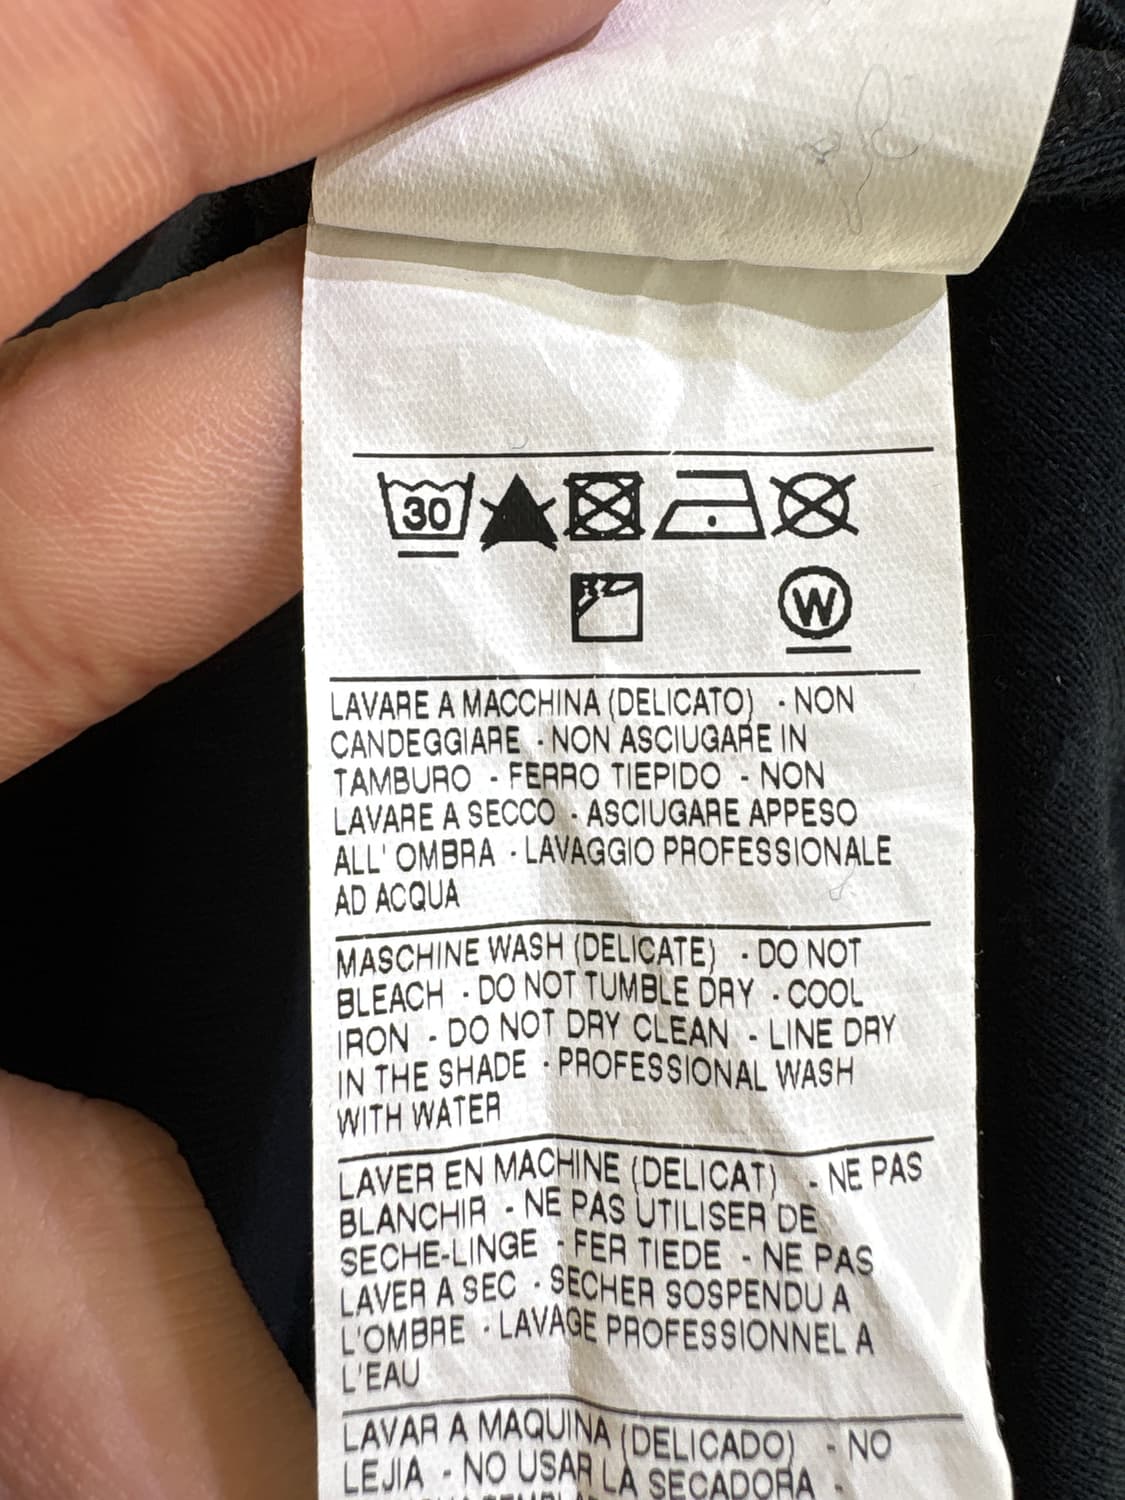 30
W
LAVARE A MACCHINA (DELICATO) - NON
CANDEGGIARE - NON ASCIUGARE IN
TAMBURO - FERRO TIEPIDO - NON
LAVARE A SECCO - ASCIUGARE APPESO
ALL' OMBRA - LAVAGGIO PROFESSIONALE
AD ACQUA
MASCHINE WASH (DELICATE) - DO NOT
BLEACH - DO NOT TUMBLE DRY - COOL
IRON - DO NOT DRY CLEAN - LINE DRY
IN THE SHADE - PROFESSIONAL WASH
WITH WATER
LAVER EN MACHINE (DELICAT) - NE PAS
BLANCHIR - NE PAS UTILISER DE
SECHE-LINGE - FER TIEDE - NE PAS
LAVER A SEC - SECHER SOSPENDU A
L'OMBRE - LAVAGE PROFESSIONNEL A
L'EAU
LAVAR A MAQUINA (DELICADO) - NO
LEJIA - NO USAR LA SECADORA -